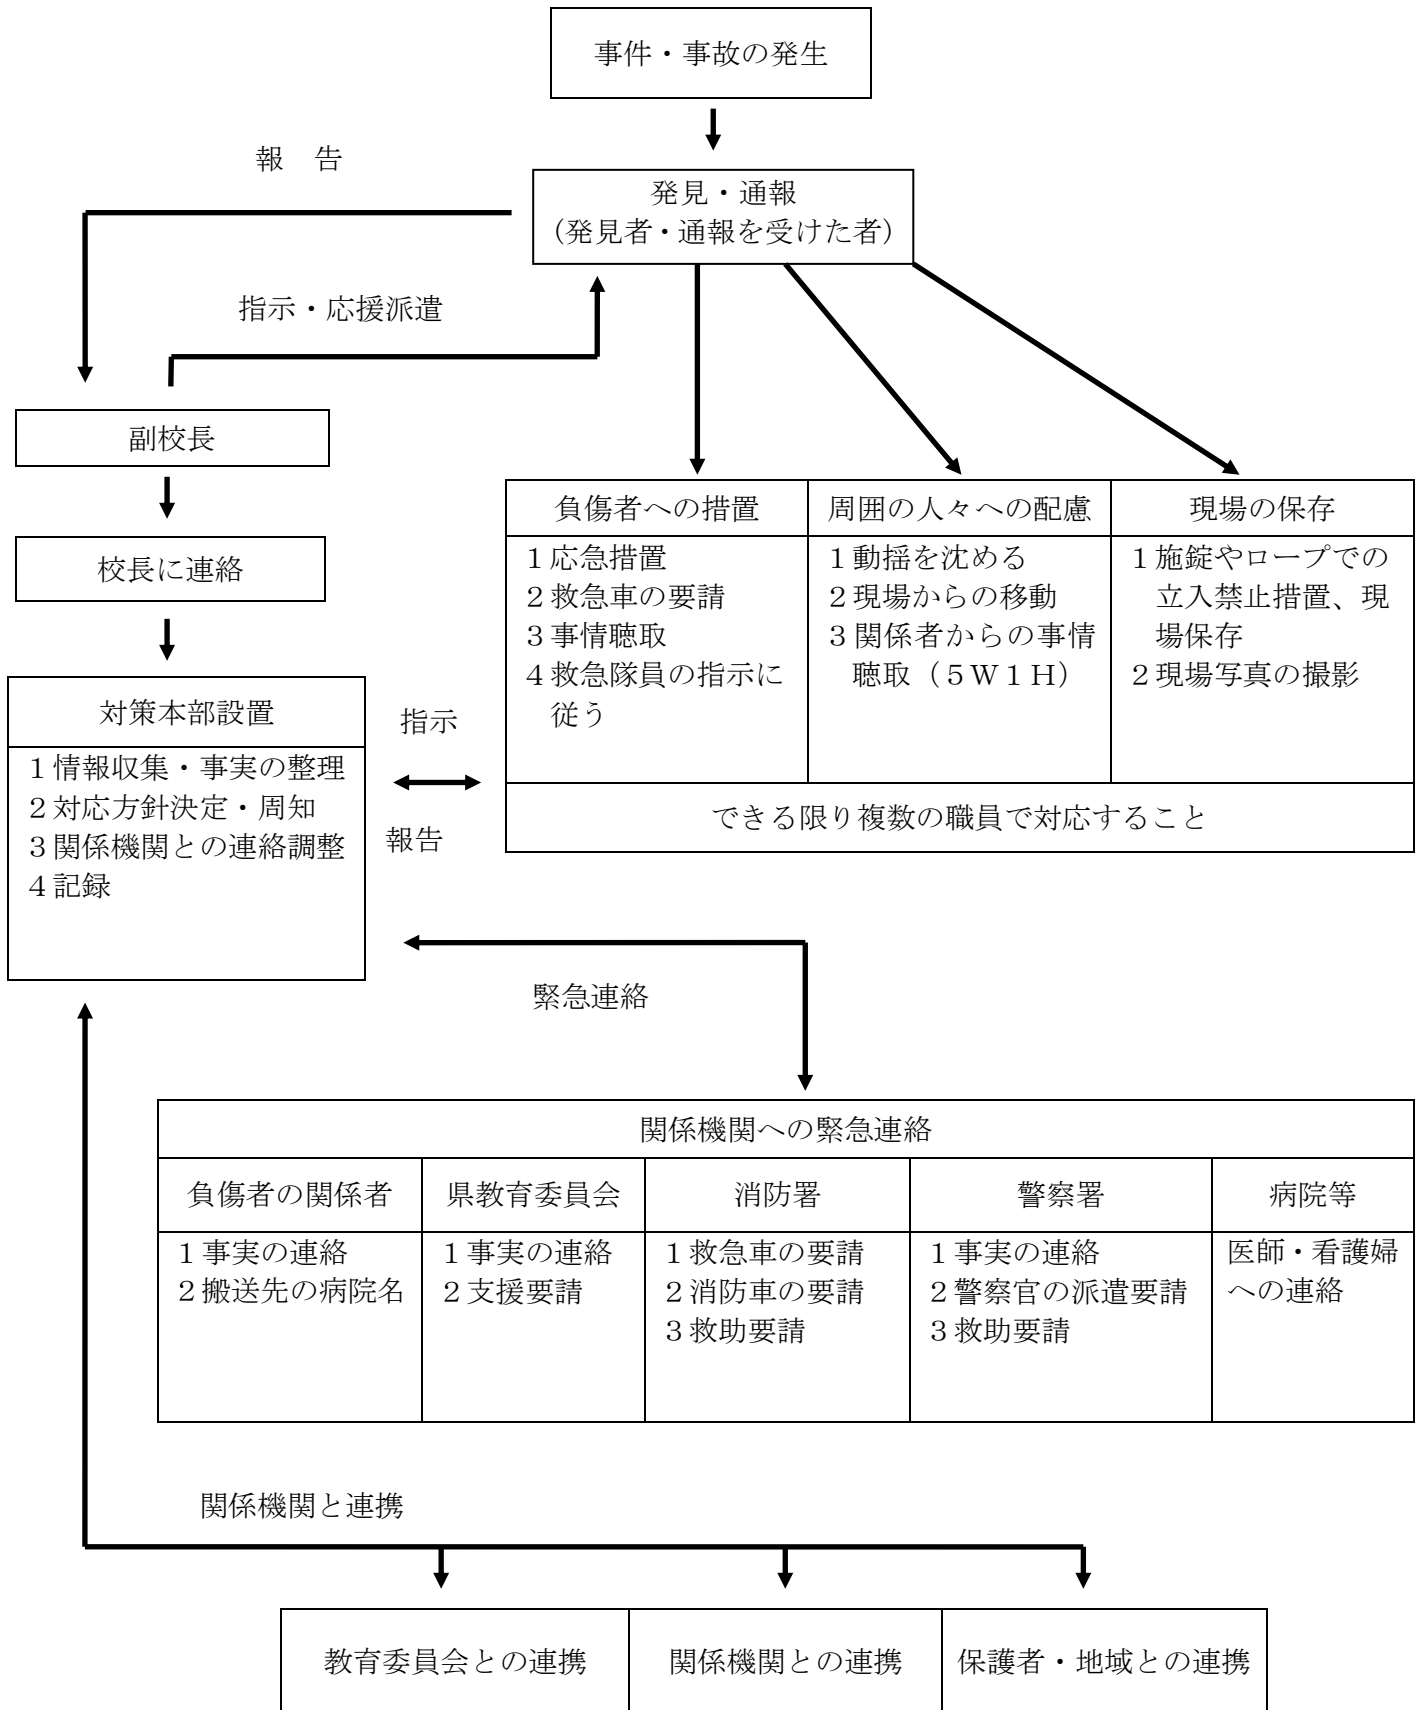 事件・事故の発生
報　告
発見・通報
（発見者・通報を受けた者）
指示・応援派遣
副校長
校長に連絡
負傷者への措置
１応急措置
２救急車の要請
３事情聴取
４救急隊員の指示に
従う
周囲の人々への配慮
１動揺を沈める
２現場からの移動
３関係者からの事情
聴取（５Ｗ１Ｈ）
現場の保存
１施錠やロープでの
立入禁止措置、現
場保存
２現場写真の撮影
できる限り複数の職員で対応すること
対策本部設置
１情報収集・事実の整理
２対応方針決定・周知
３関係機関との連絡調整
４記録
指示
報告
緊急連絡
関係機関への緊急連絡
負傷者の関係者
１事実の連絡
２搬送先の病院名
県教育委員会
１事実の連絡
２支援要請
消防署
１救急車の要請
２消防車の要請
３救助要請
警察署
１事実の連絡
２警察官の派遣要請
３救助要請
病院等
医師・看護婦
への連絡
関係機関と連携
教育委員会との連携
関係機関との連携
保護者・地域との連携